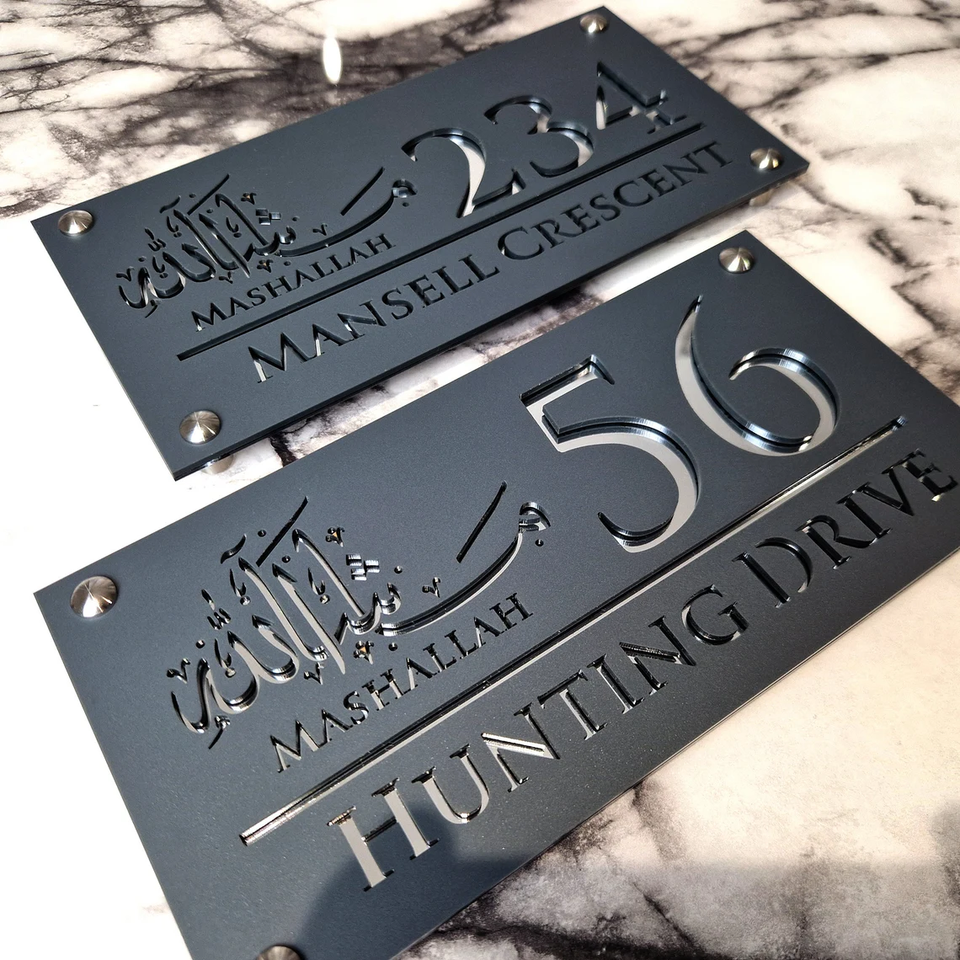 ما شاء الله
234
MASHALLAH
MANSELL CRESCENT
ما شاء الله
56
MASHALLAH
HUNTING DRIVE